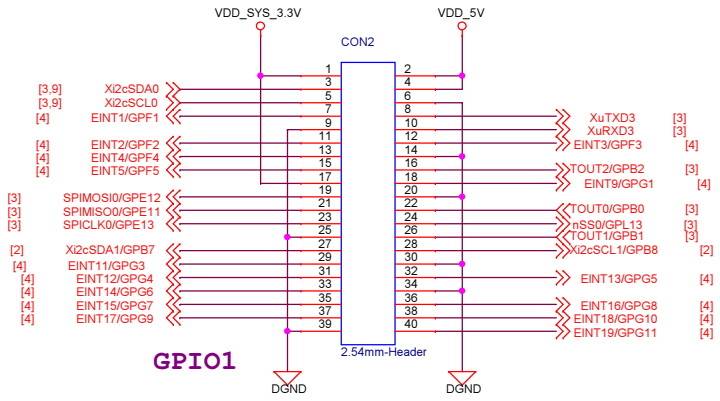 VDD_SYS_3.3V VDD_5V
CON2
1 2
3 4
[3,9] Xi2cSDA0
5 6
[3,9] Xi2cSCL0
7 8
[4] EINT1/GPF1 XuTXD3 [3]
9 10
XuRXD3 [3]
11 12
[4] EINT2/GPF2 EINT3/GPF3 [4]
13 14
[4] EINT4/GPF4
15 16
[4] EINT5/GPF5 TOUT2/GPB2 [3]
17 18
EINT9/GPG1 [4]
19 20
[3] SPIMOSI0/GPE12
21 22
[3] SPIMISO0/GPE11 TOUT0/GPB0 [3]
23 24
[3] SPICLK0/GPE13 nSS0/GPL13 [3]
25 26
TOUT1/GPB1 [3]
27 28
[2] Xi2cSDA1/GPB7 Xi2cSCL1/GPB8 [2]
29 30
[4] EINT11/GPG3
31 32
[4] EINT12/GPG4 EINT13/GPG5 [4]
33 34
[4] EINT14/GPG6
35 36
[4] EINT15/GPG7 EINT16/GPG8 [4]
37 38
[4] EINT17/GPG9 EINT18/GPG10 [4]
39 40
EINT19/GPG11 [4]
2.54mm-Header
GPIO1
DGND DGND